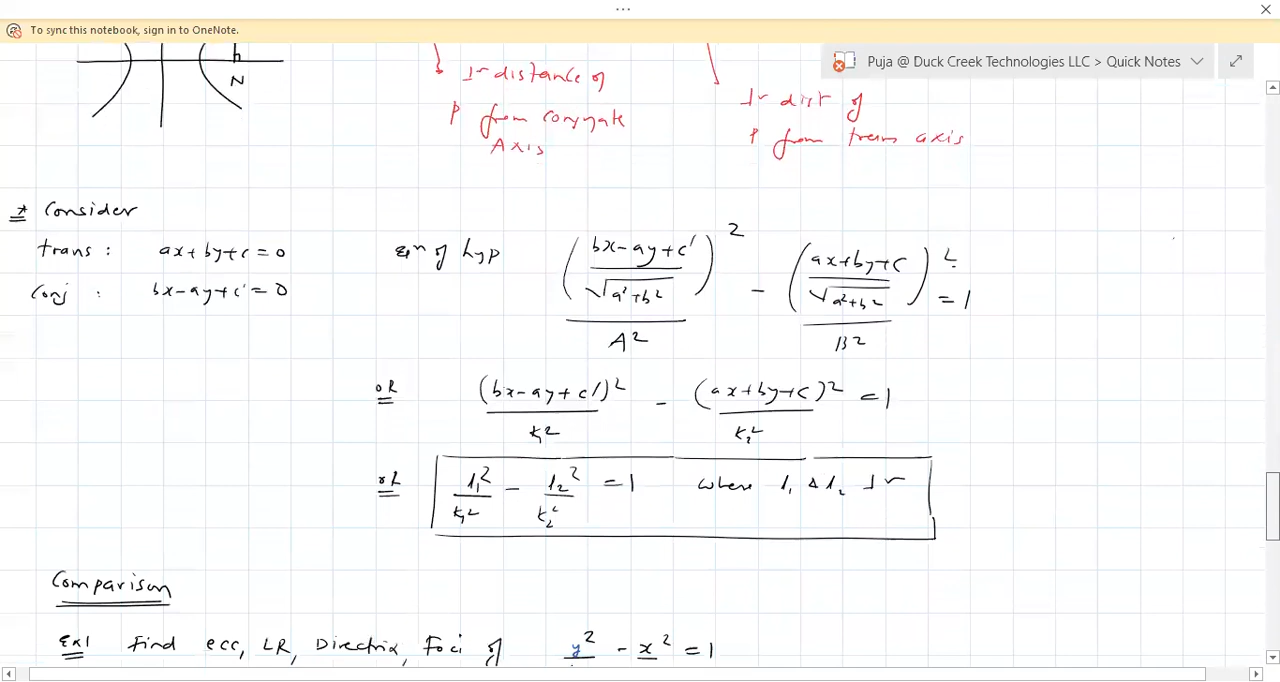 To sync this notebook, sign in to OneNote.
Puja @ Duck Creek Technologies LLC > Quick Notes
N
⊥r distance of
P from conjugate
Axis
⊥r dist of
P from trans axis
* Consider
trans : ax+by+c = 0
Conj : bx-ay+c' = 0
eqn of hyp ((bx-ay+c')/√(a²+b²))²/A² - ((ax+by+c)/√(a²+b²))²/B² = 1
OR (bx-ay+c')²/k₁² - (ax+by+c)²/k₂² = 1
OR l₁²/k₁² - l₂²/k₂² = 1 where l₁ & l₂ ⊥r
Comparison
Ex1 Find ecc, LR, Directrix, Foci of y² - x² = 1